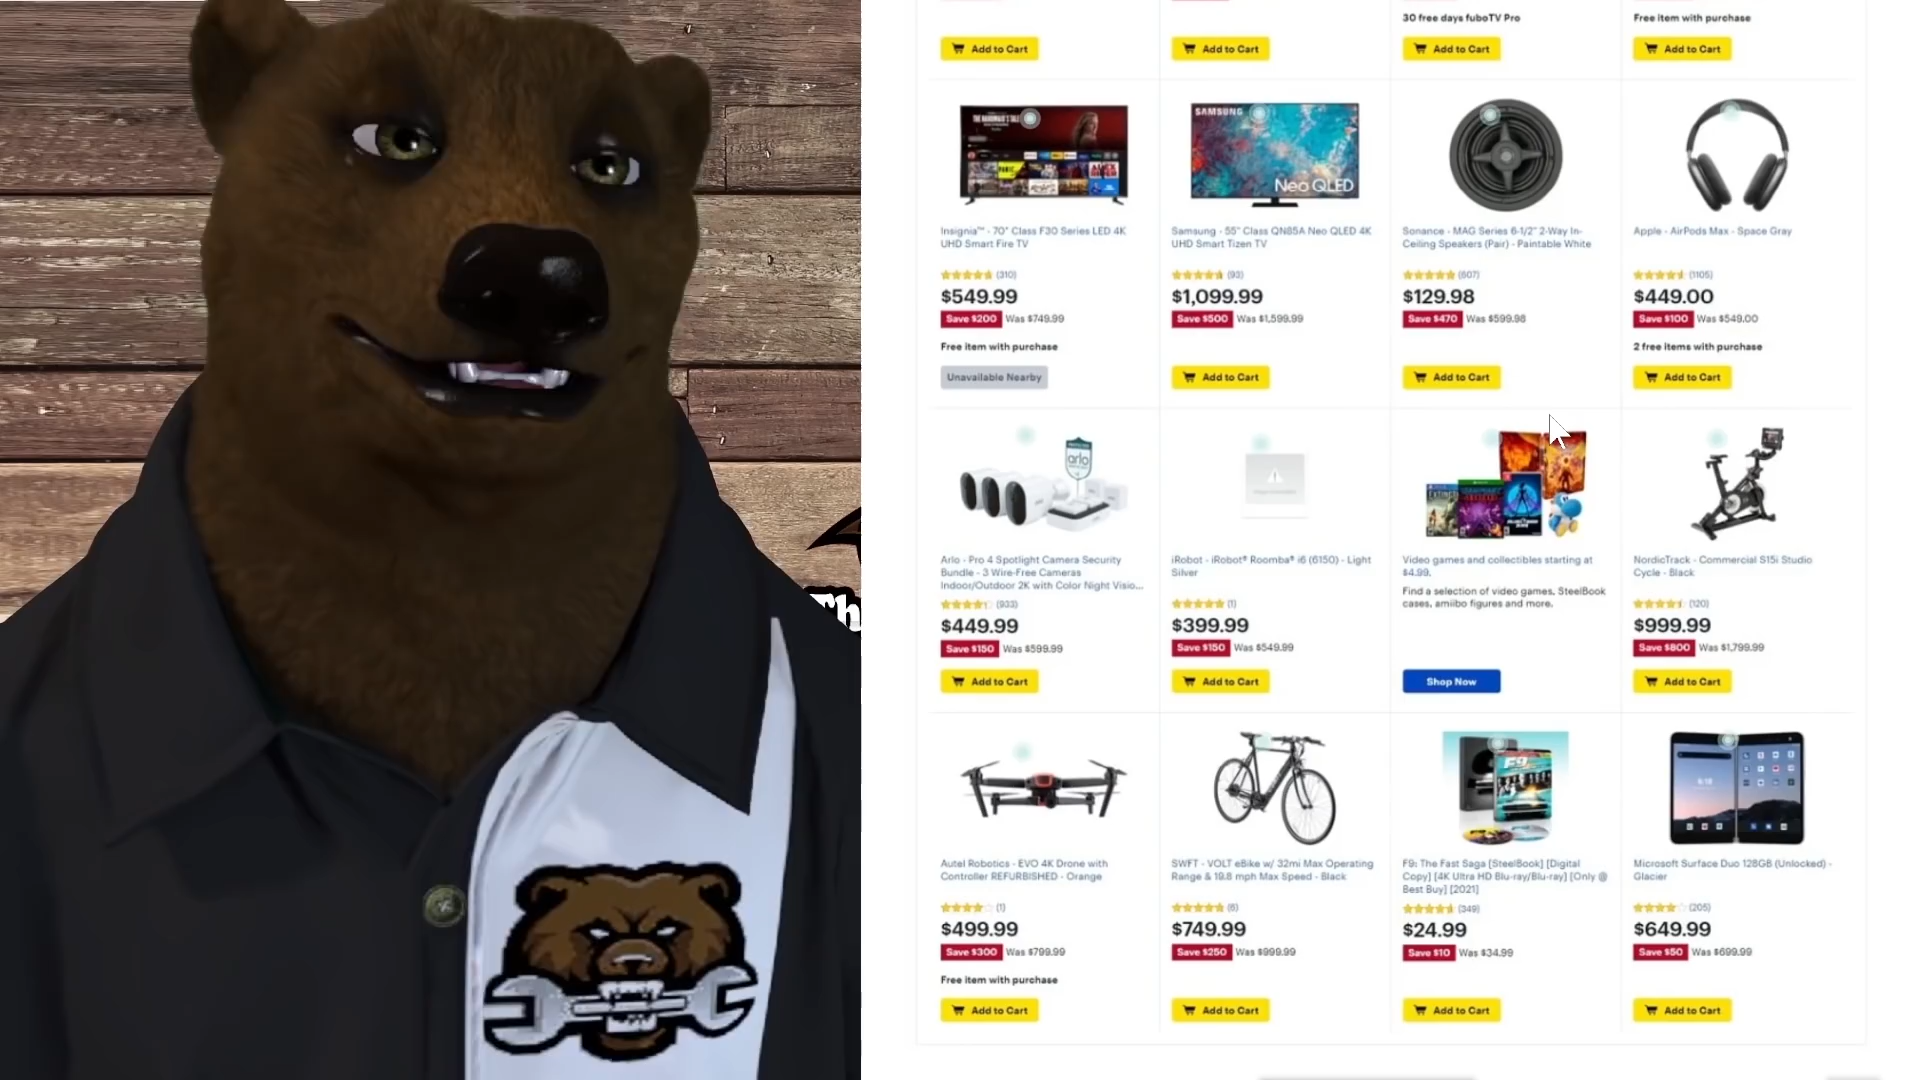 30 free days fuboTV Pro
Free item with purchase
Add to Cart
Add to Cart
Add to Cart
Add to Cart
SAMSUNG
Neo QLED
Insignia™ - 70" Class F30 Series LED 4K
UHD Smart Fire TV
(310)
$549.99
Save $200 Was $749.99
Free item with purchase
Unavailable Nearby
Samsung - 55" Class QN85A Neo QLED 4K
UHD Smart Tizen TV
(93)
$1,099.99
Save $500 Was $1,599.99
Add to Cart
Sonance - MAG Series 6-1/2" 2-Way In-
Ceiling Speakers (Pair) - Paintable White
(607)
$129.98
Save $470 Was $599.98
Add to Cart
Apple - AirPods Max - Space Gray
(1105)
$449.00
Save $100 Was $549.00
2 free items with purchase
Add to Cart
arlo
Arlo - Pro 4 Spotlight Camera Security
Bundle - 3 Wire-Free Cameras
Indoor/Outdoor 2K with Color Night Visio...
(933)
$449.99
Save $150 Was $599.99
Add to Cart
iRobot - iRobot® Roomba® i6 (6150) - Light
Silver
(1)
$399.99
Save $150 Was $549.99
Add to Cart
Video games and collectibles starting at
$4.99.
Find a selection of video games, SteelBook
cases, amiibo figures and more.
Shop Now
NordicTrack - Commercial S15i Studio
Cycle - Black
(120)
$999.99
Save $800 Was $1,799.99
Add to Cart
Th
Autel Robotics - EVO 4K Drone with
Controller REFURBISHED - Orange
(1)
$499.99
Save $300 Was $799.99
Free item with purchase
Add to Cart
SWFT - VOLT eBike w/ 32mi Max Operating
Range & 19.8 mph Max Speed - Black
(6)
$749.99
Save $250 Was $999.99
Add to Cart
F9
F9: The Fast Saga [SteelBook] [Digital
Copy] [4K Ultra HD Blu-ray/Blu-ray] [Only @
Best Buy] [2021]
(349)
$24.99
Save $10 Was $34.99
Add to Cart
Microsoft Surface Duo 128GB (Unlocked) -
Glacier
(205)
$649.99
Save $50 Was $699.99
Add to Cart